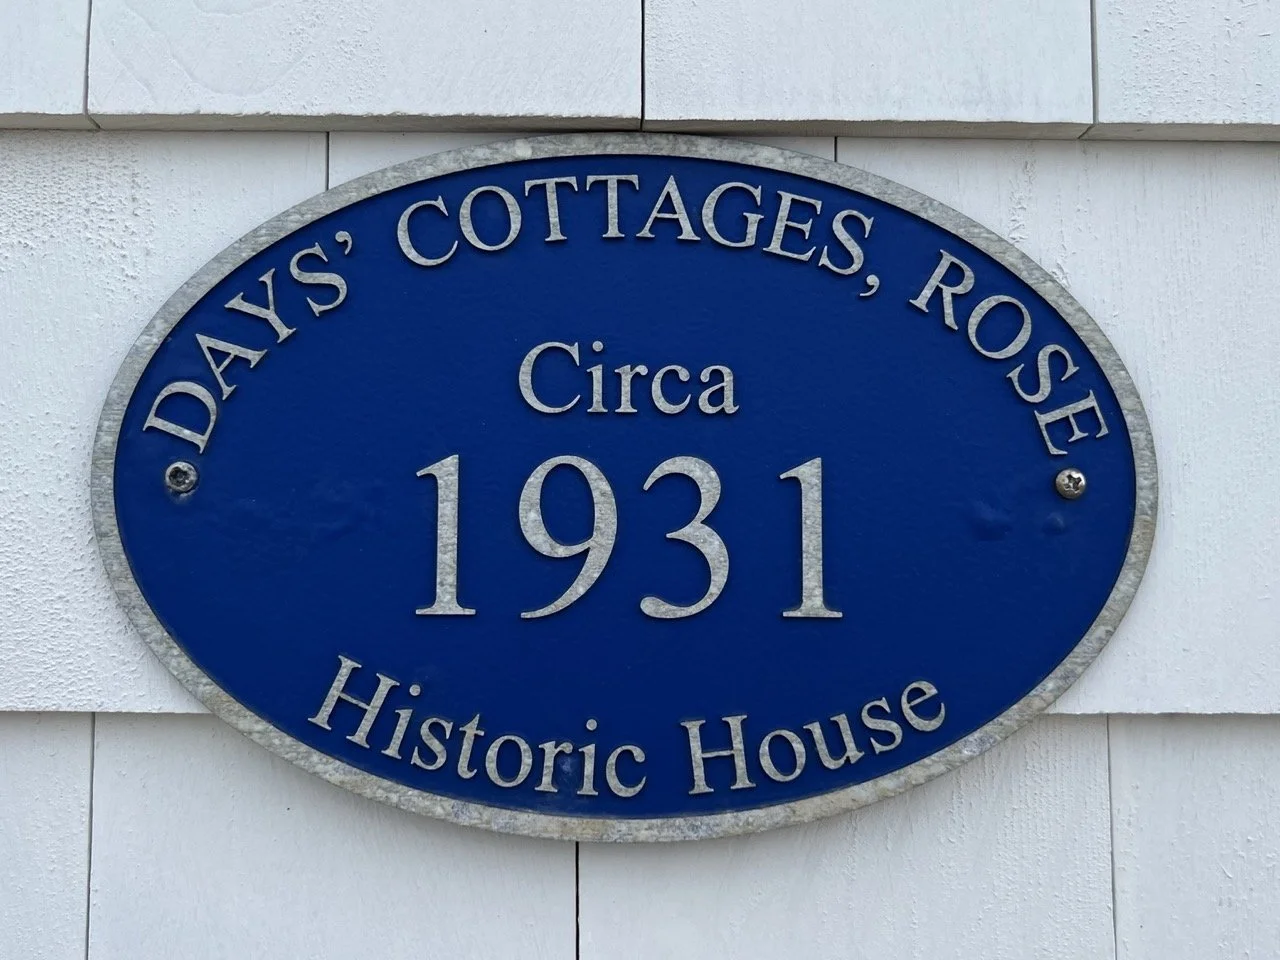 DAYS’ COTTAGES, ROSE
Circa
1931
Historic House